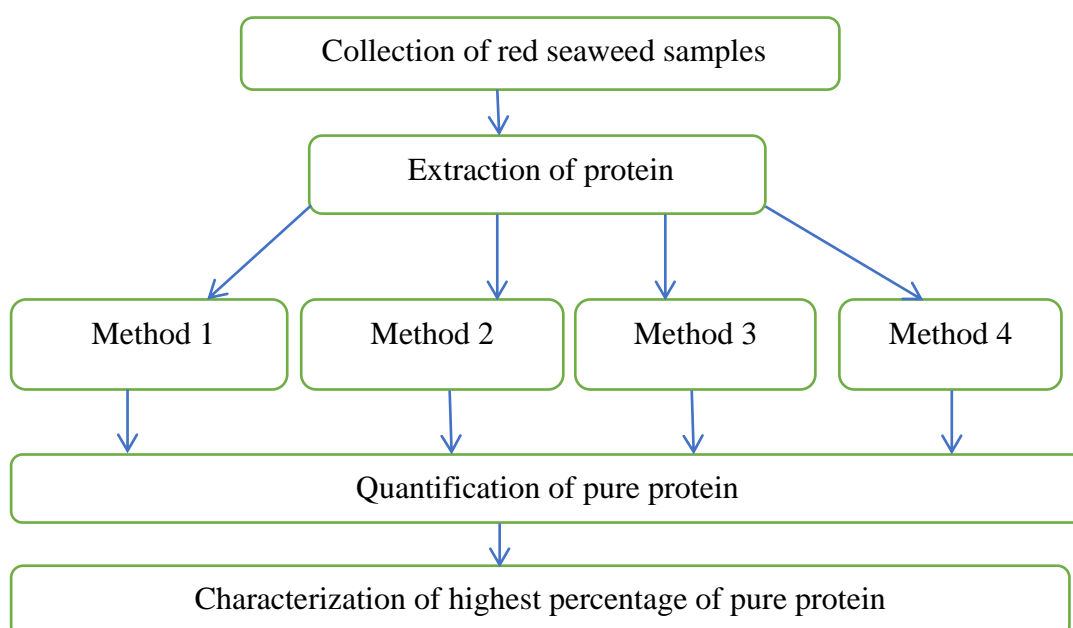 Collection of red seaweed samples
Extraction of protein
Method 1
Method 2
Method 3
Method 4
Quantification of pure protein
Characterization of highest percentage of pure protein